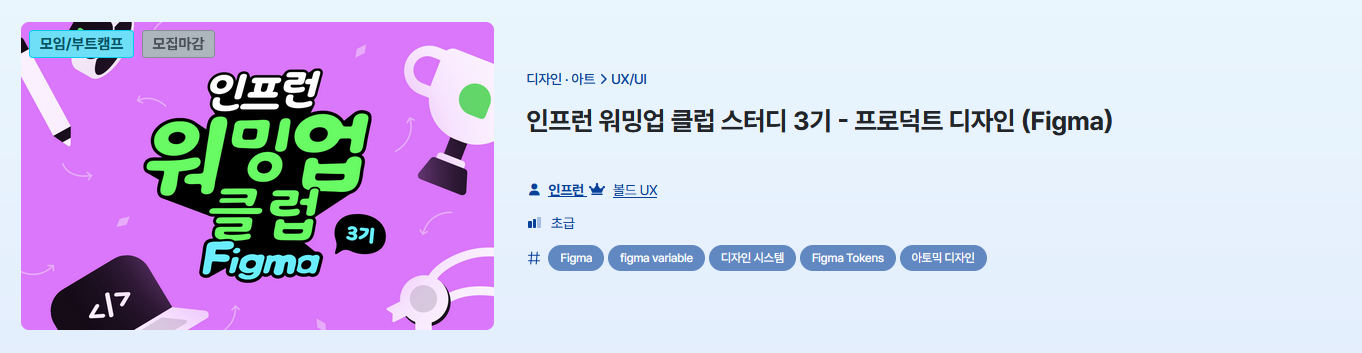 모임/부트캠프 모집마감
인프런
워밍업
클럽
3기
Figma
</>
디자인 · 아트 > UX/UI
인프런 워밍업 클럽 스터디 3기 - 프로덕트 디자인 (Figma)
인프런 볼드 UX
초급
# Figma figma variable 디자인 시스템 Figma Tokens 아토믹 디자인